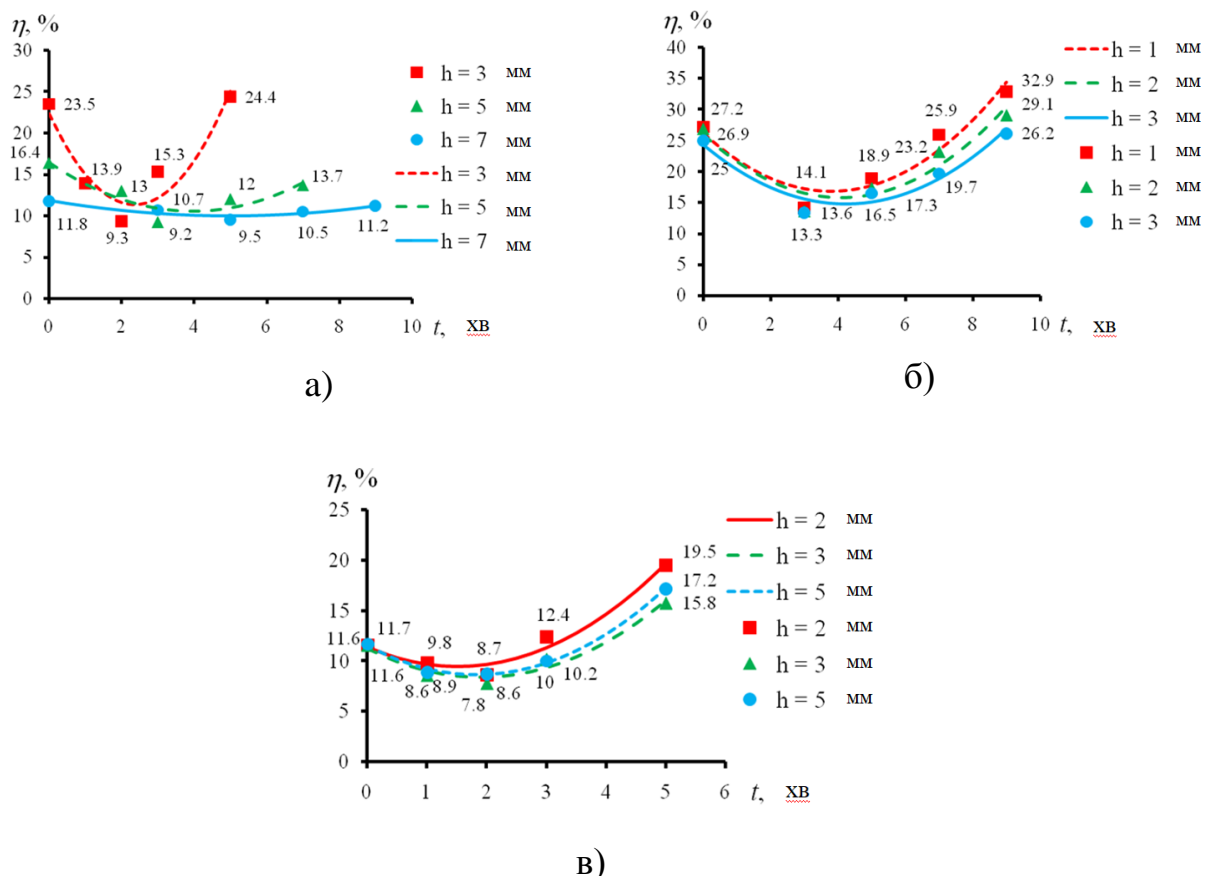 η, %
30
25
20
15
10
5
0
0 2 4 6 8 10 t, хв
23.5
16.4
11.8
13.9
9.3
13
15.3
10.7
9.2
24.4
12
9.5
13.7
10.5
11.2
h = 3 мм
h = 5 мм
h = 7 мм
h = 3 мм
h = 5 мм
h = 7 мм
а)
η, %
40
35
30
25
20
15
10
5
0
0 2 4 6 8 10 t, хв
27.2
26.9
25
14.1
13.6
13.3
18.9
17.3
16.5
25.9
23.2
19.7
32.9
29.1
26.2
h = 1 мм
h = 2 мм
h = 3 мм
h = 1 мм
h = 2 мм
h = 3 мм
б)
η, %
25
20
15
10
5
0
0 1 2 3 4 5 6 t, хв
11.6
11.7
11.6
9.8
8.6
8.9
8.7
7.8
8.6
12.4
10
10.2
19.5
17.2
15.8
h = 2 мм
h = 3 мм
h = 5 мм
h = 2 мм
h = 3 мм
h = 5 мм
в)